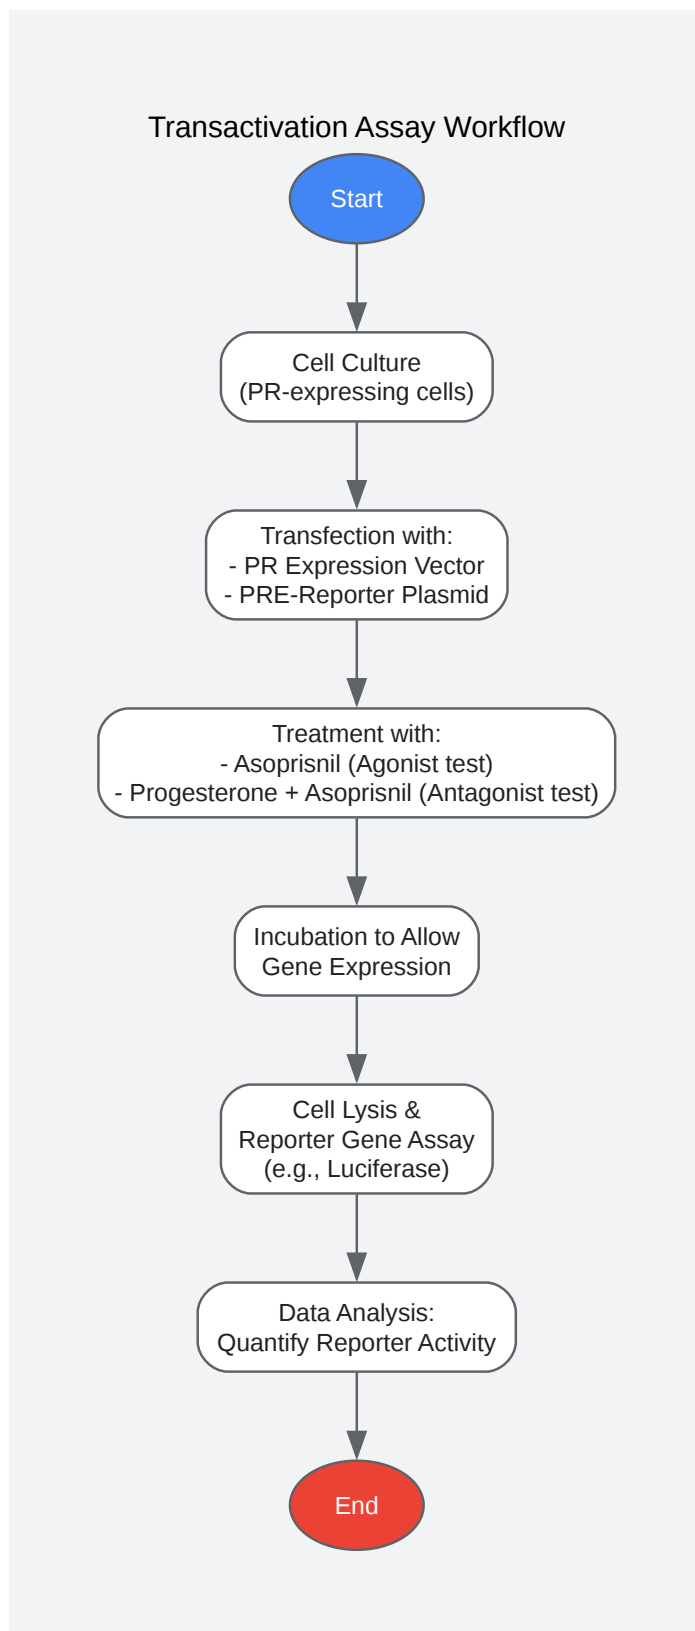 Transactivation Assay Workflow
Start
Cell Culture
(PR-expressing cells)
Transfection with:
- PR Expression Vector
- PRE-Reporter Plasmid
Treatment with:
- Asoprisnil (Agonist test)
- Progesterone + Asoprisnil (Antagonist test)
Incubation to Allow
Gene Expression
Cell Lysis &
Reporter Gene Assay
(e.g., Luciferase)
Data Analysis:
Quantify Reporter Activity
End